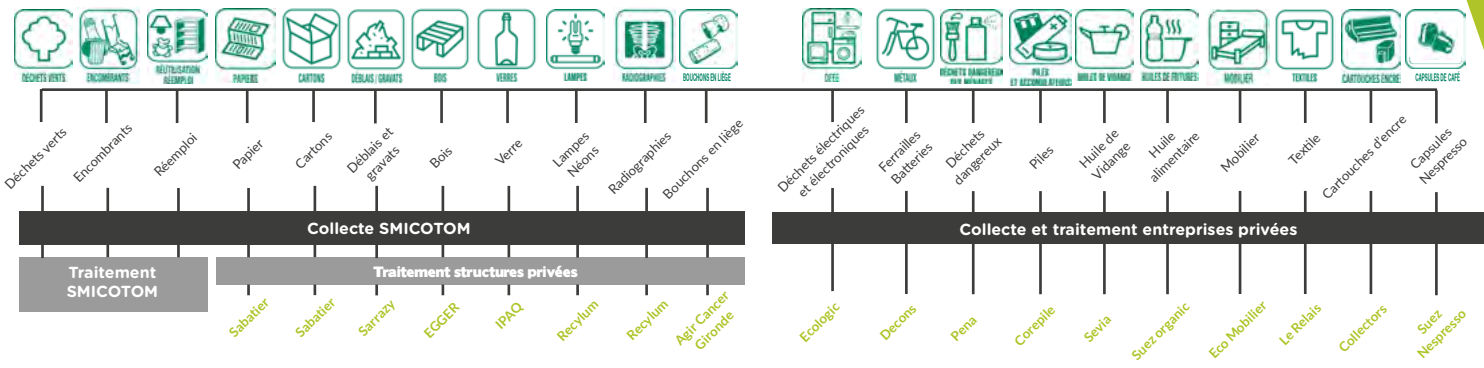 DÉCHETS VERTS
ENCOMBRANTS
RÉUTILISATION
RÉEMPLOI
PAPIERS
CARTONS
DÉBLAIS / GRAVATS
BOIS
VERRES
LAMPES
RADIOGRAPHIES
BOUCHONS EN LIÈGE
DEEE
MÉTAUX
DÉCHETS DANGEREUX
DES MÉNAGES
PILES
ET ACCUMULATEURS
HUILES DE VIDANGE
HUILES DE FRITURES
MOBILIER
TEXTILES
CARTOUCHES ENCRE
CAPSULES DE CAFÉ
Déchets verts
Encombrants
Réemploi
Papier
Cartons
Déblais et
gravats
Bois
Verre
Lampes
Néons
Radiographies
Bouchons en liège
Déchets électriques
et électroniques
Ferrailles
Batteries
Déchets
dangereux
Piles
Huile de
Vidange
Huile
alimentaire
Mobilier
Textile
Cartouches d'encre
Capsules
Nespresso
Collecte SMICOTOM
Collecte et traitement entreprises privées
Traitement
SMICOTOM
Traitement structures privées
Sabatier
Sabatier
Sarrazy
EGGER
IPAQ
Recylum
Recylum
Agir Cancer
Gironde
Ecologic
Decons
Pena
Corepile
Sevia
Suez organic
Eco Mobilier
Le Relais
Collectors
Suez
Nespresso